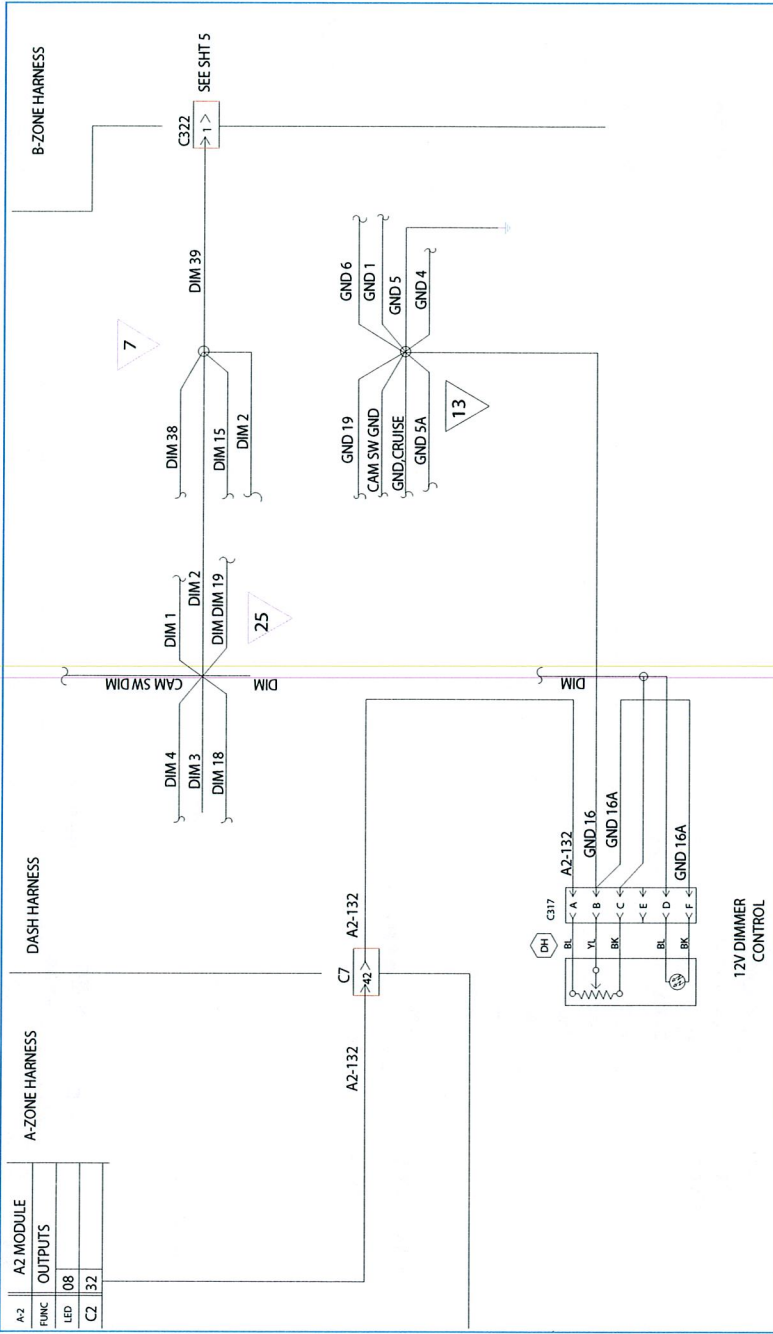 A-2 A2 MODULE
FUNC OUTPUTS
LED 08
C2 32
A-ZONE HARNESS
DASH HARNESS
B-ZONE HARNESS
A2-132
C7
42
A2-132
DIM 4
DIM 3
DIM 18
CAM SW DIM
DIM
DIM 1
DIM 2
DIM DIM 19
25
DIM 38
DIM 15
DIM 2
7
DIM 39
C322
1
SEE SHT 5
GND 19
CAM SW GND
GND,CRUISE
GND 5A
GND 6
GND 1
GND 5
GND 4
13
DIM
DH
C317
BL A A2-132
YL B GND 16
BK C GND 16A
E
BL D
BK F GND 16A
12V DIMMER
CONTROL